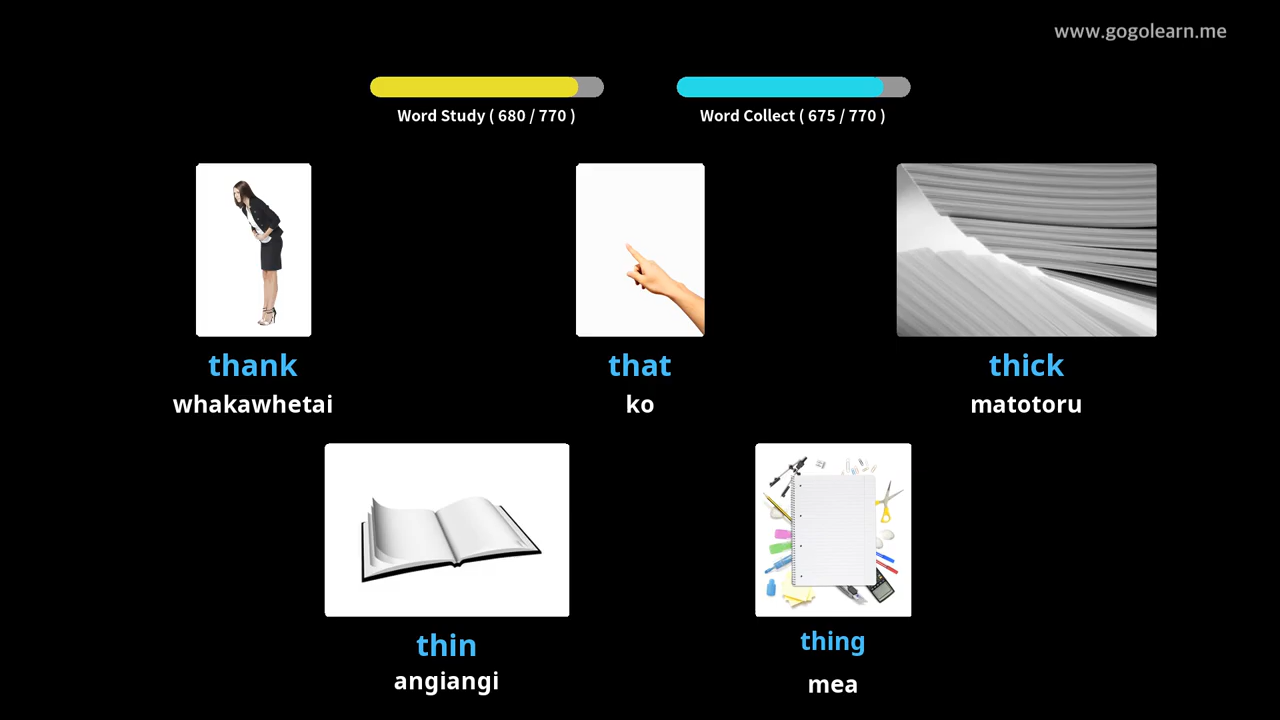 www.gogolearn.me
Word Study ( 680 / 770 )
Word Collect ( 675 / 770 )
thank
whakawhetai
that
ko
thick
matotoru
thin
angiangi
thing
mea